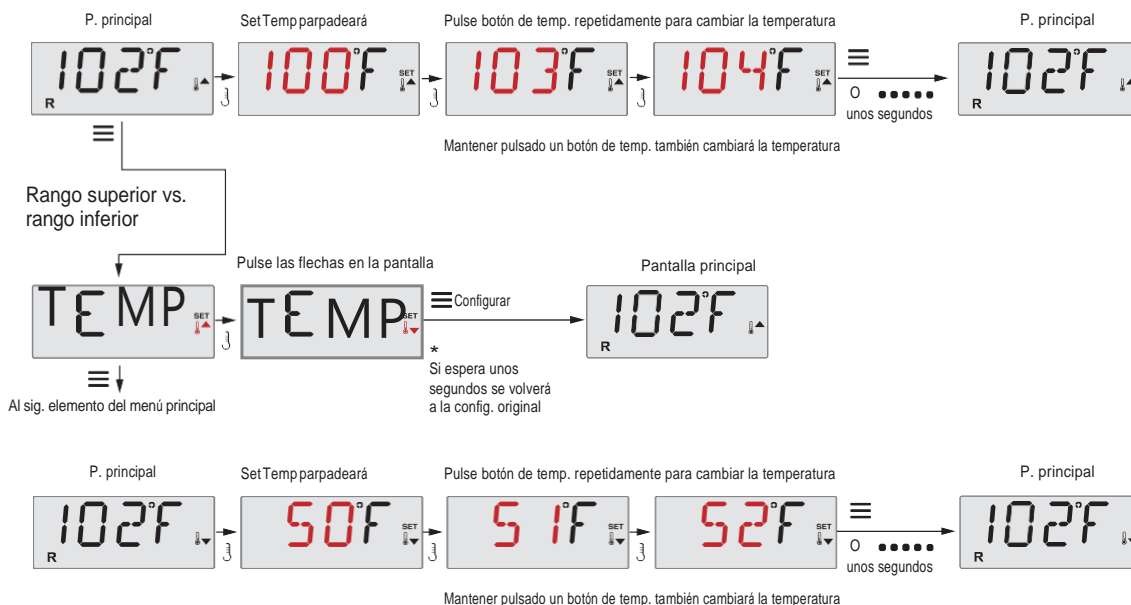 P. principal SetTemp parpadeará Pulse botón de temp. repetidamente para cambiar la temperatura P. principal
102°F R 100°F SET 103°F SET 104°F SET 102°F R
O
unos segundos
Mantener pulsado un botón de temp. también cambiará la temperatura
Rango superior vs.
rango inferior
Pulse las flechas en la pantalla Pantalla principal
TEMP SET TEMP SET Configurar 102°F R
*
Si espera unos
segundos se volverá
a la config. original
Al sig. elemento del menú principal
P. principal SetTemp parpadeará Pulse botón de temp. repetidamente para cambiar la temperatura P. principal
102°F R 50°F SET 51°F SET 52°F SET 102°F R
O
unos segundos
Mantener pulsado un botón de temp. también cambiará la temperatura